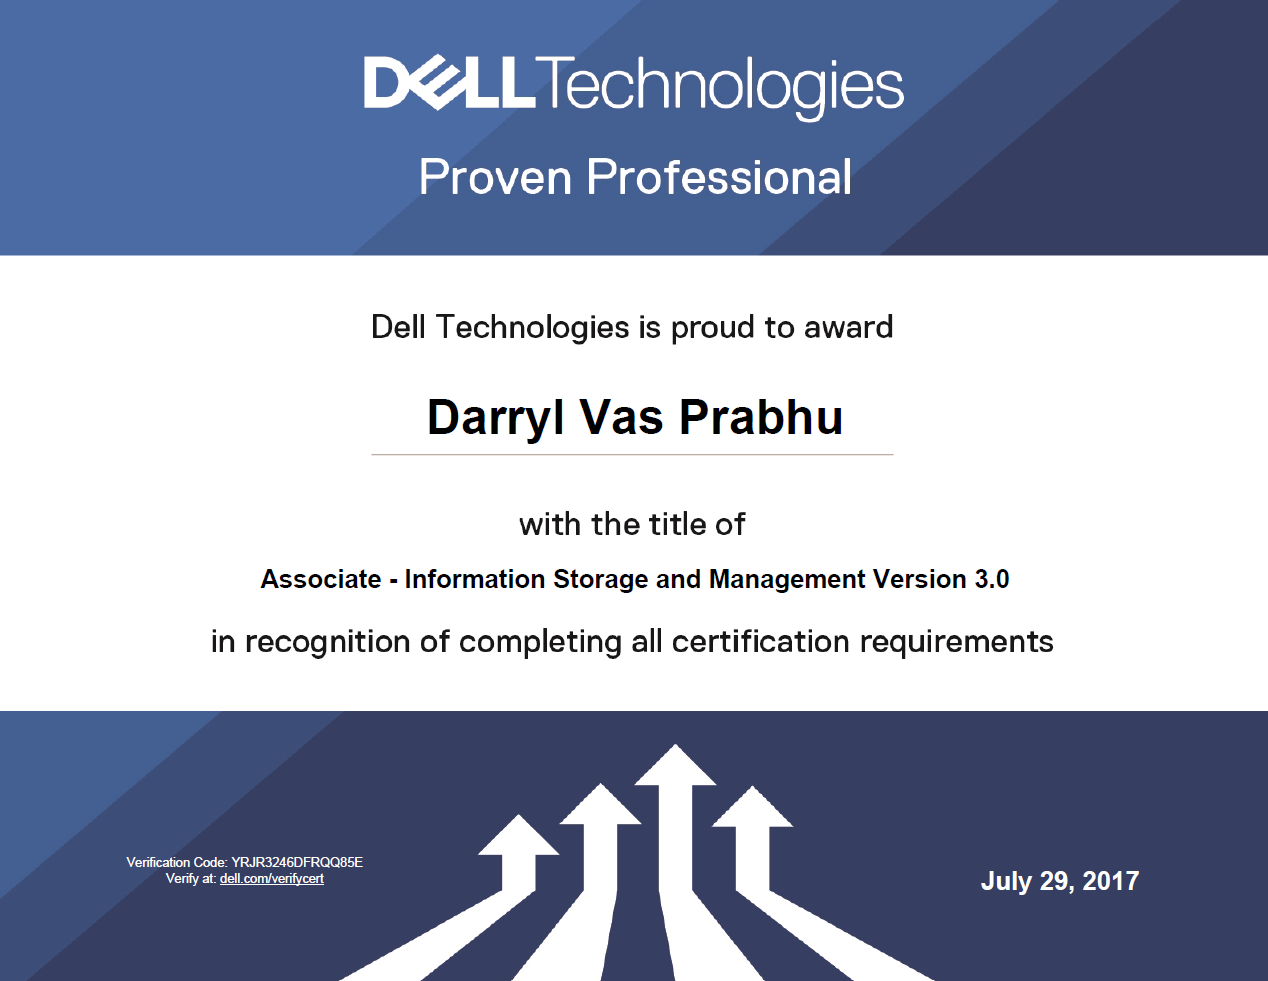 DELL Technologies
Proven Professional
Dell Technologies is proud to award
Darryl Vas Prabhu
with the title of
Associate - Information Storage and Management Version 3.0
in recognition of completing all certification requirements
Verification Code: YRJR3246DFRQQ85E
Verify at: dell.com/verifycert
July 29, 2017